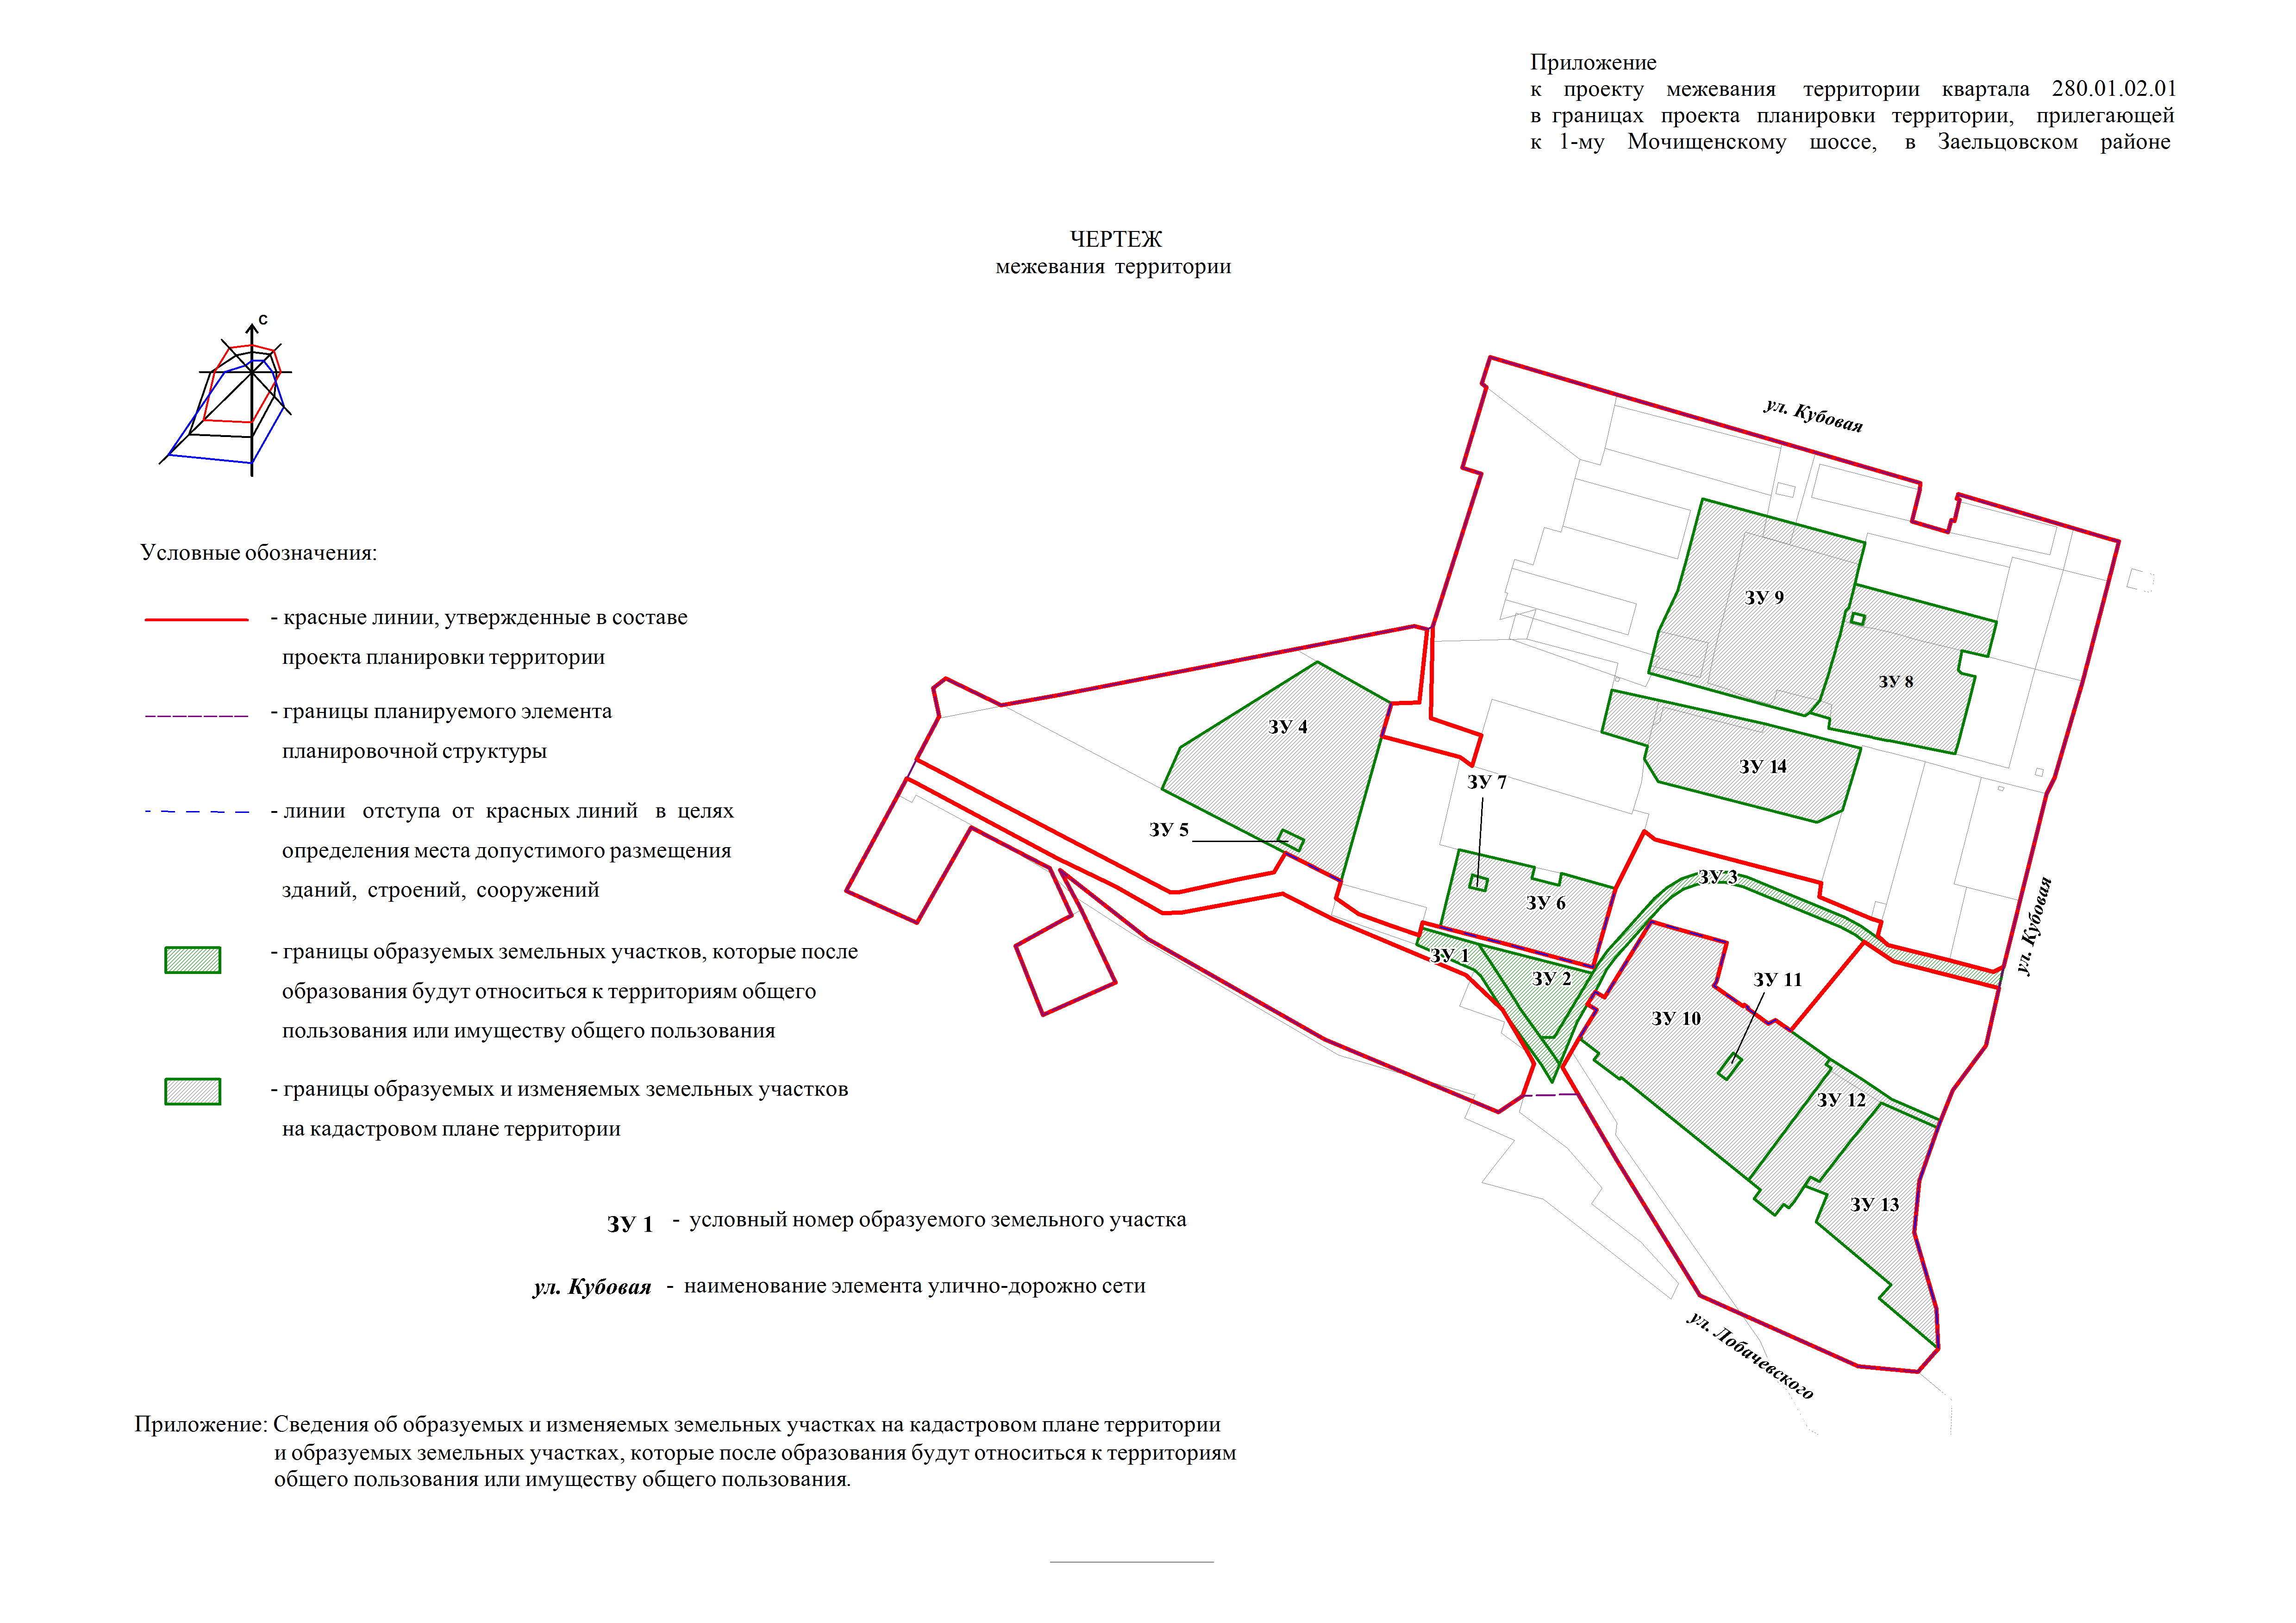 Приложение
к проекту межевания территории квартала 280.01.02.01
в границах проекта планировки территории, прилегающей
к 1-му Мочищенскому шоссе, в Заельцовском районе
ЧЕРТЕЖ
межевания территории
С
Условные обозначения:
- красные линии, утвержденные в составе
проекта планировки территории
- границы планируемого элемента
планировочной структуры
- линии отступа от красных линий в целях
определения места допустимого размещения
зданий, строений, сооружений
- границы образуемых земельных участков, которые после
образования будут относиться к территориям общего
пользования или имуществу общего пользования
- границы образуемых и изменяемых земельных участков
на кадастровом плане территории
ЗУ 1 - условный номер образуемого земельного участка
ул. Кубовая - наименование элемента улично-дорожно сети
ул. Кубовая
ЗУ 9
ЗУ 8
ЗУ 4
ЗУ 14
ЗУ 7
ЗУ 5
ЗУ 3
ЗУ 6
ул. Кубовая
ЗУ 1
ЗУ 2
ЗУ 11
ЗУ 10
ЗУ 12
ЗУ 13
ул. Лобачевского
Приложение: Сведения об образуемых и изменяемых земельных участках на кадастровом плане территории
и образуемых земельных участках, которые после образования будут относиться к территориям
общего пользования или имуществу общего пользования.